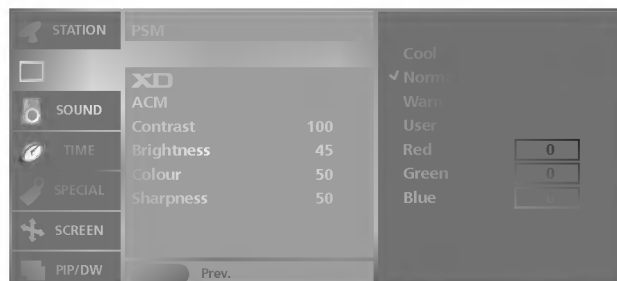 STATION
SOUND
TIME
SPECIAL
SCREEN
PIP/DW
PSM
XD
ACM
Contrast 100
Brightness 45
Colour 50
Sharpness 50
Prev.
Cool
Warm
User
Red 0
Green 0
Blue